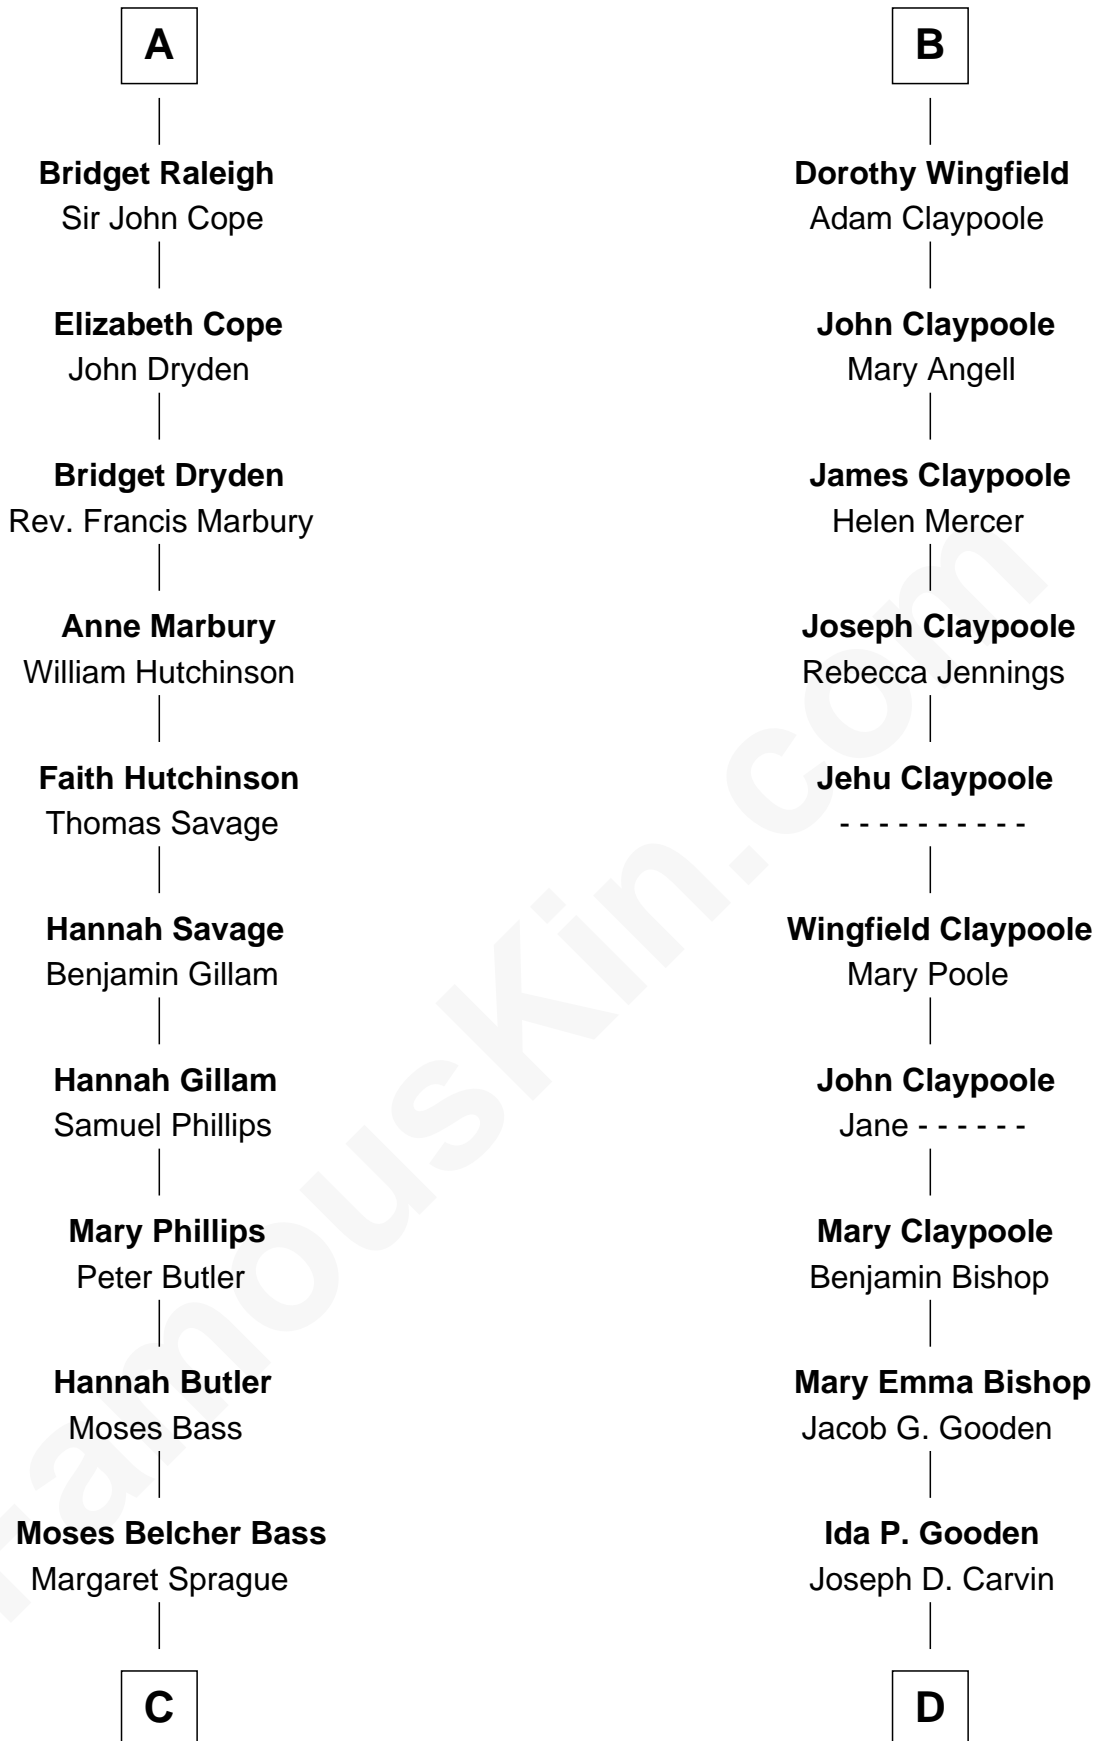 A
Bridget Raleigh
Sir John Cope
Elizabeth Cope
John Dryden
Bridget Dryden
Rev. Francis Marbury
Anne Marbury
William Hutchinson
Faith Hutchinson
Thomas Savage
Hannah Savage
Benjamin Gillam
Hannah Gillam
Samuel Phillips
Mary Phillips
Peter Butler
Hannah Butler
Moses Bass
Moses Belcher Bass
Margaret Sprague
C
B
Dorothy Wingfield
Adam Claypoole
John Claypoole
Mary Angell
James Claypoole
Helen Mercer
Joseph Claypoole
Rebecca Jennings
Jehu Claypoole
- - - - - - - - - -
Wingfield Claypoole
Mary Poole
John Claypoole
Jane - - - - - -
Mary Claypoole
Benjamin Bishop
Mary Emma Bishop
Jacob G. Gooden
Ida P. Gooden
Joseph D. Carvin
D
FamousKin.com